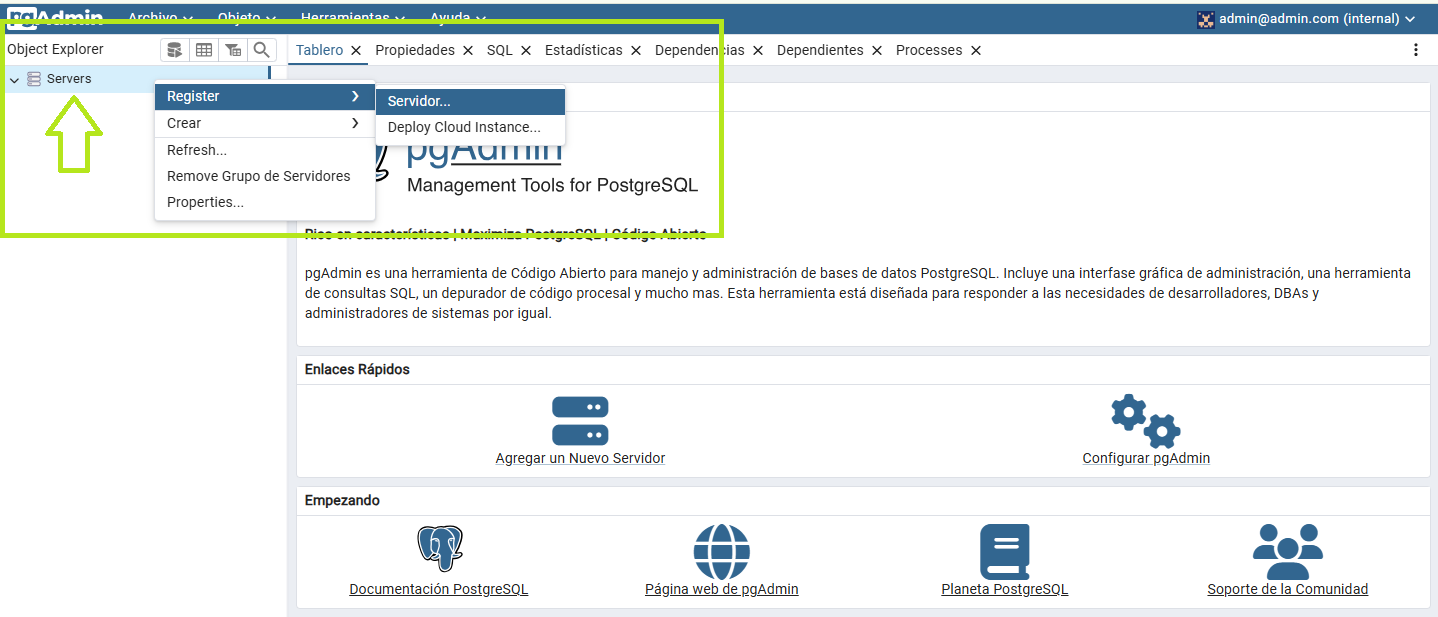 pgAdmin Archivo Objeto Herramientas Ayuda admin@admin.com (internal)
Object Explorer Tablero Propiedades SQL Estadísticas Dependencias Dependientes Processes
Servers
Register Servidor...
Crear Deploy Cloud Instance...
Refresh...
Remove Grupo de Servidores
Properties...
pgAdmin
Management Tools for PostgreSQL
Rico en características | Maximiza PostgreSQL | Código Abierto
pgAdmin es una herramienta de Código Abierto para manejo y administración de bases de datos PostgreSQL. Incluye una interfase gráfica de administración, una herramienta
de consultas SQL, un depurador de código procesal y mucho mas. Esta herramienta está diseñada para responder a las necesidades de desarrolladores, DBAs y
administradores de sistemas por igual.
Enlaces Rápidos
Agregar un Nuevo Servidor Configurar pgAdmin
Empezando
Documentación PostgreSQL Página web de pgAdmin Planeta PostgreSQL Soporte de la Comunidad